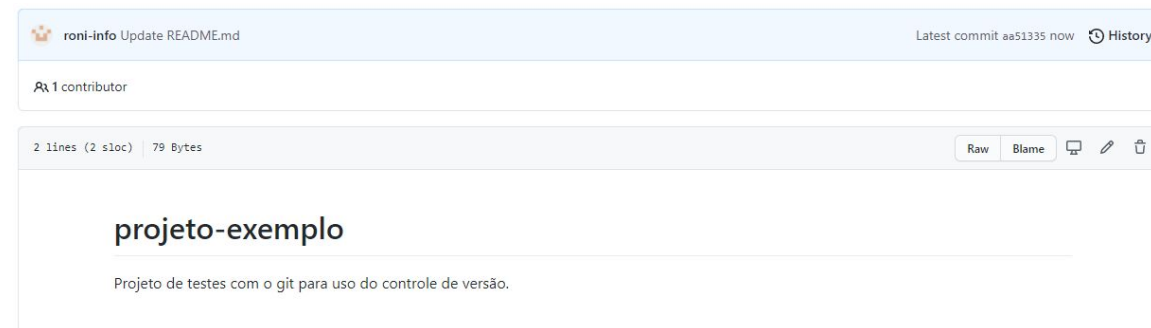 roni-info Update README.md Latest commit aa51335 now History
1 contributor
2 lines (2 sloc) 79 Bytes Raw Blame
projeto-exemplo
Projeto de testes com o git para uso do controle de versão.